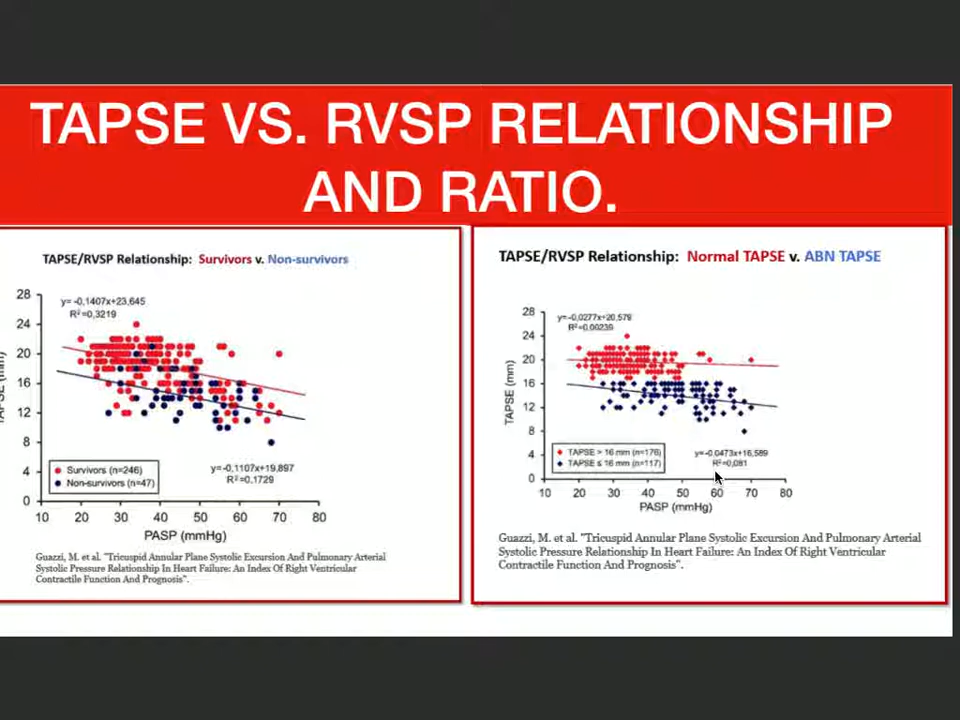 TAPSE VS. RVSP RELATIONSHIP
AND RATIO.
TAPSE/RVSP Relationship: Survivors v. Non-survivors
y= -0,1407x+23,645
R²=0,3219
28
24
20
16
12
8
4
0
TAPSE (mm)
y=-0,1107x+19,897
R²=0,1729
Survivors (n=246)
Non-survivors (n=47)
10 20 30 40 50 60 70 80
PASP (mmHg)
Guazzi, M. et al. "Tricuspid Annular Plane Systolic Excursion And Pulmonary Arterial
Systolic Pressure Relationship In Heart Failure: An Index Of Right Ventricular
Contractile Function And Prognosis".
TAPSE/RVSP Relationship: Normal TAPSE v. ABN TAPSE
y= -0,0277x+20,579
R²=0,00239
28
24
20
16
12
8
4
0
TAPSE (mm)
TAPSE > 16 mm (n=176)
TAPSE ≤ 16 mm (n=117)
y=-0,0473x+16,589
R²=0,081
10 20 30 40 50 60 70 80
PASP (mmHg)
Guazzi, M. et al. "Tricuspid Annular Plane Systolic Excursion And Pulmonary Arterial
Systolic Pressure Relationship In Heart Failure: An Index Of Right Ventricular
Contractile Function And Prognosis".